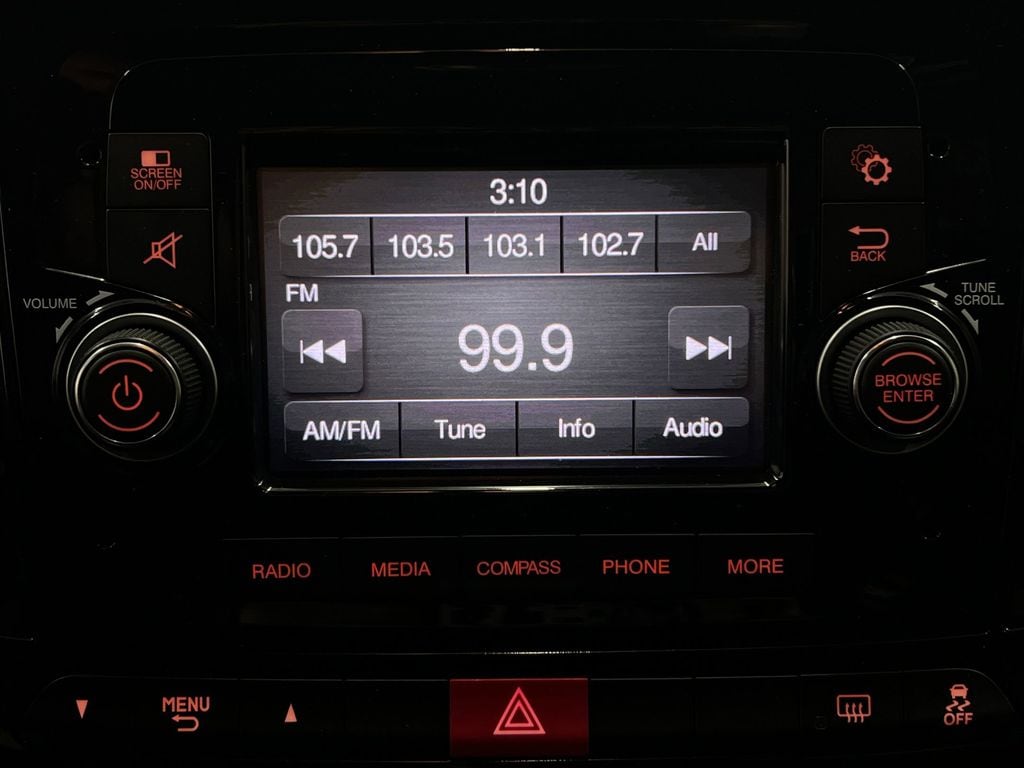 SCREEN
ON/OFF
3:10
105.7 103.5 103.1 102.7 All
FM
99.9
AM/FM Tune Info Audio
BACK
VOLUME
TUNE
SCROLL
BROWSE
ENTER
RADIO MEDIA COMPASS PHONE MORE
MENU
OFF